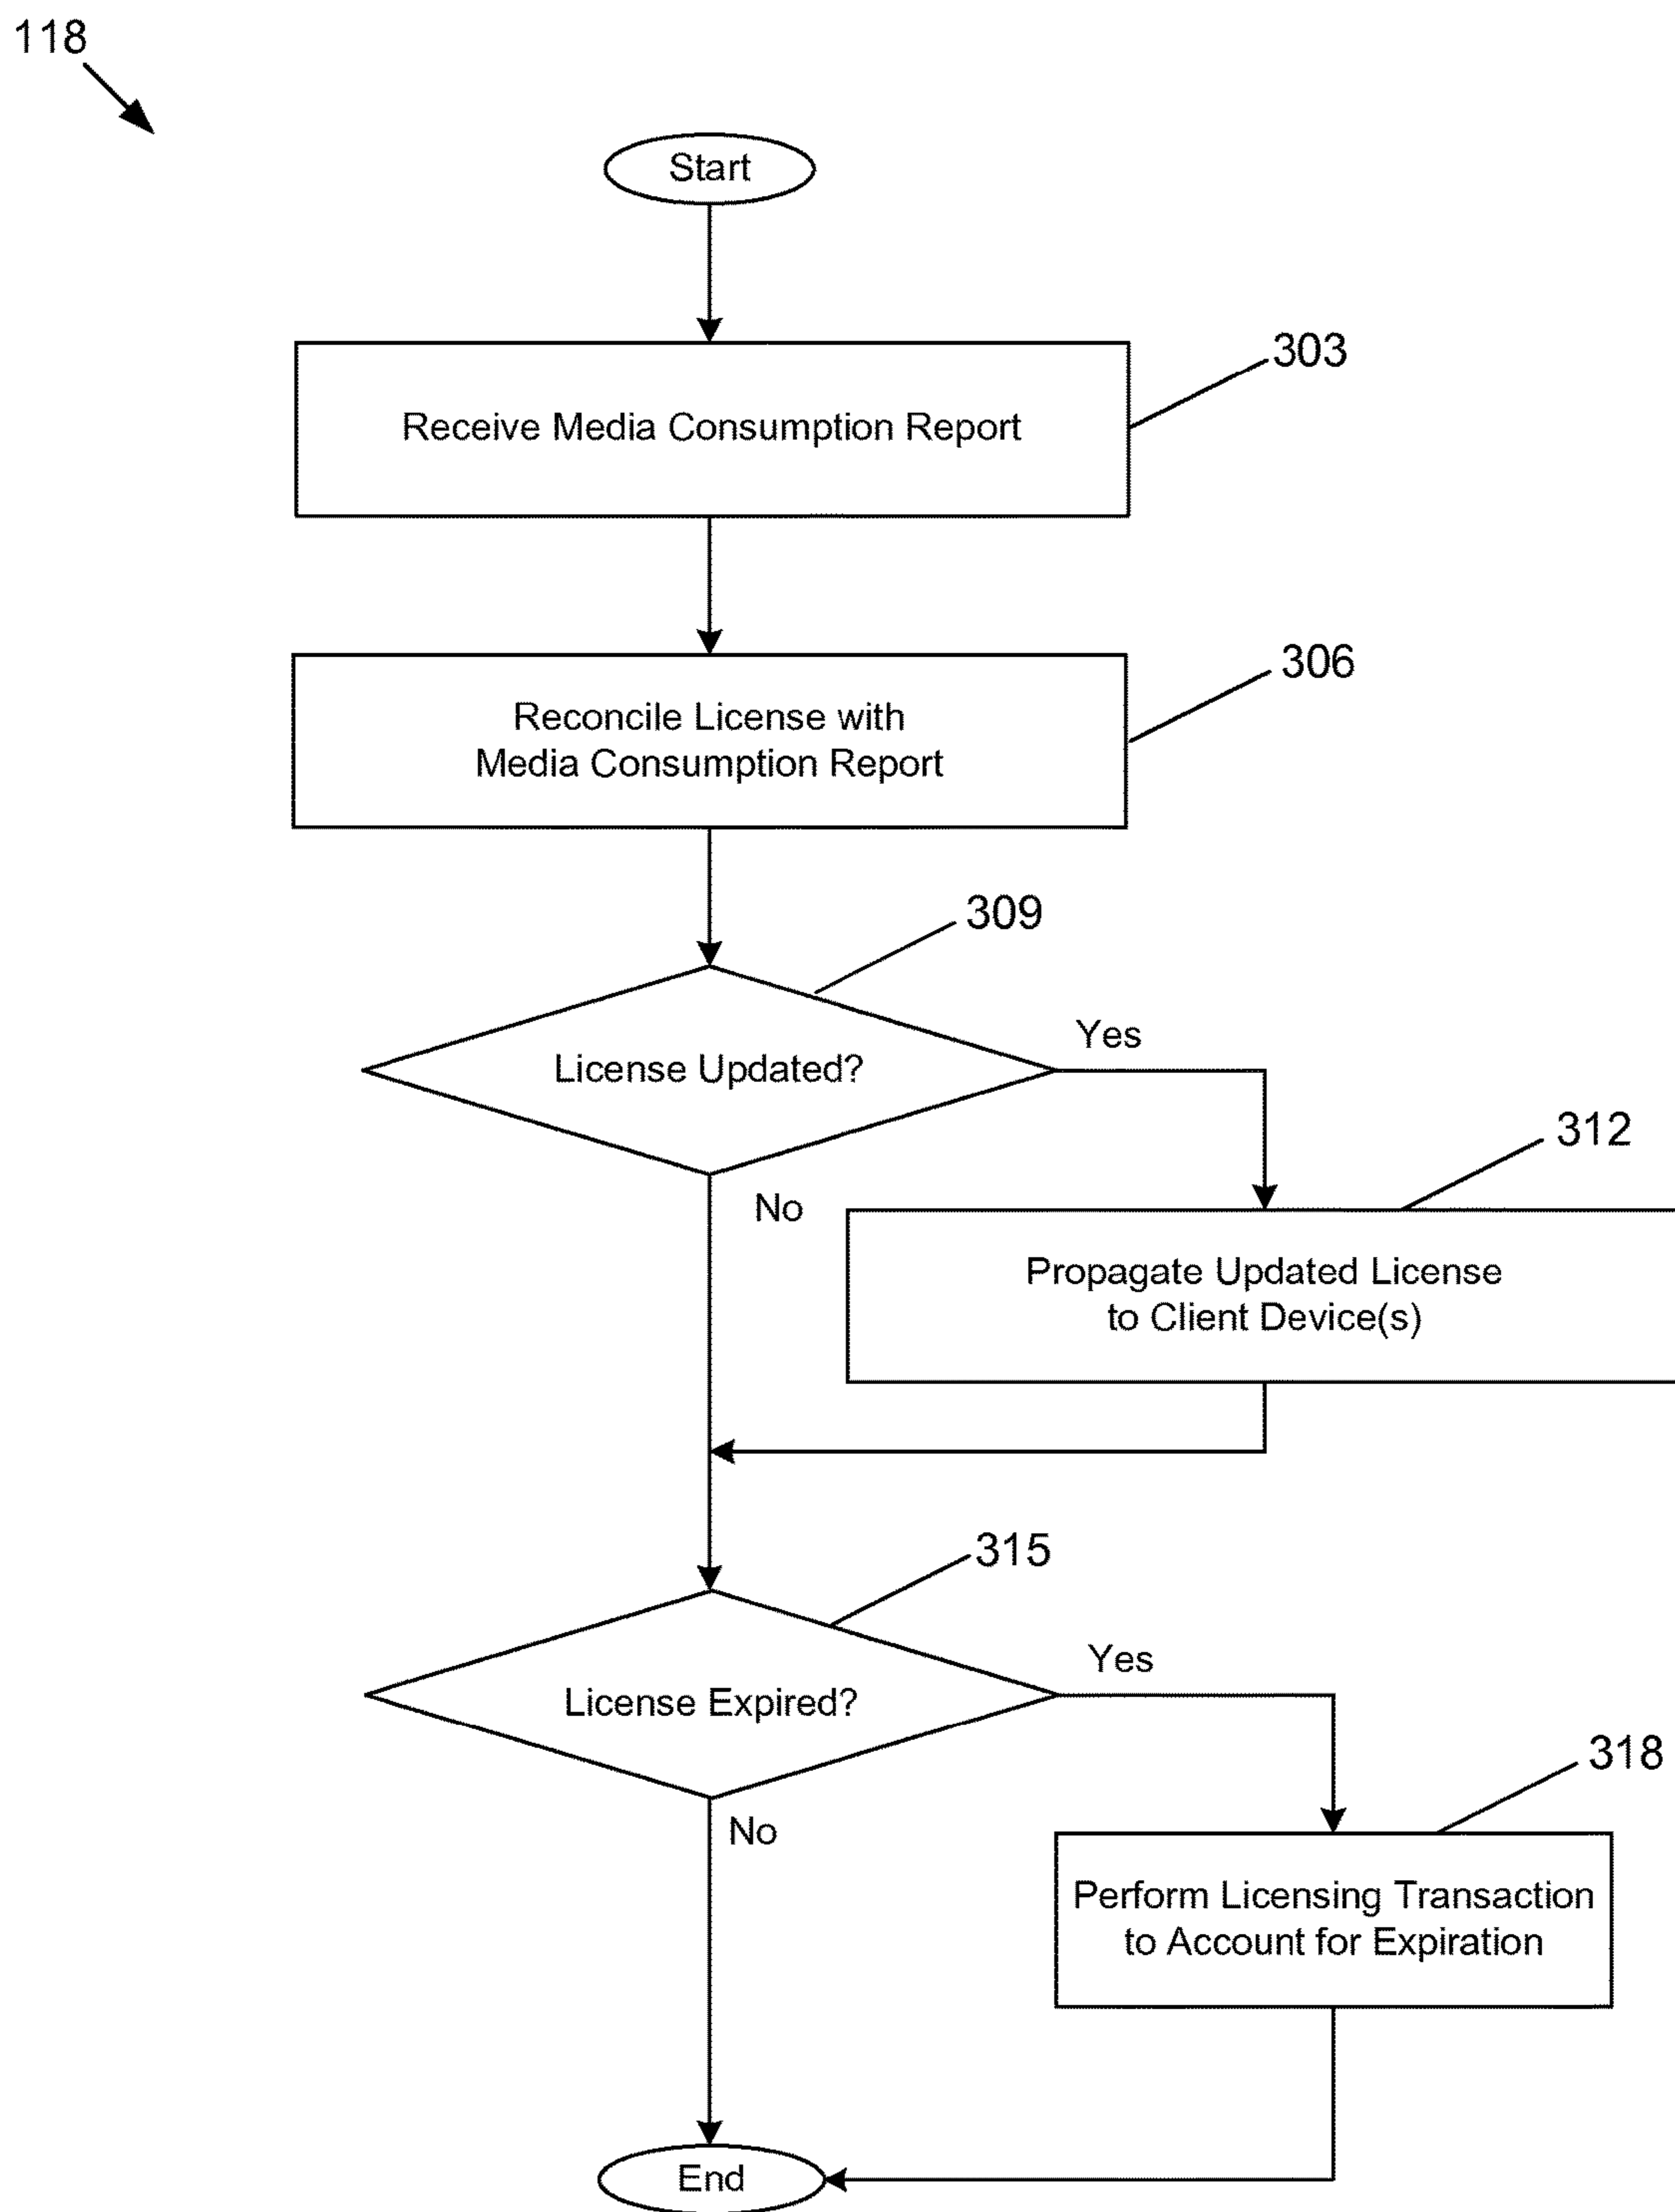 118
Start
303
Receive Media Consumption Report
306
Reconcile License with
Media Consumption Report
309
License Updated?
Yes
312
No
Propagate Updated License
to Client Device(s)
315
License Expired?
Yes
318
No
Perform Licensing Transaction
to Account for Expiration
End